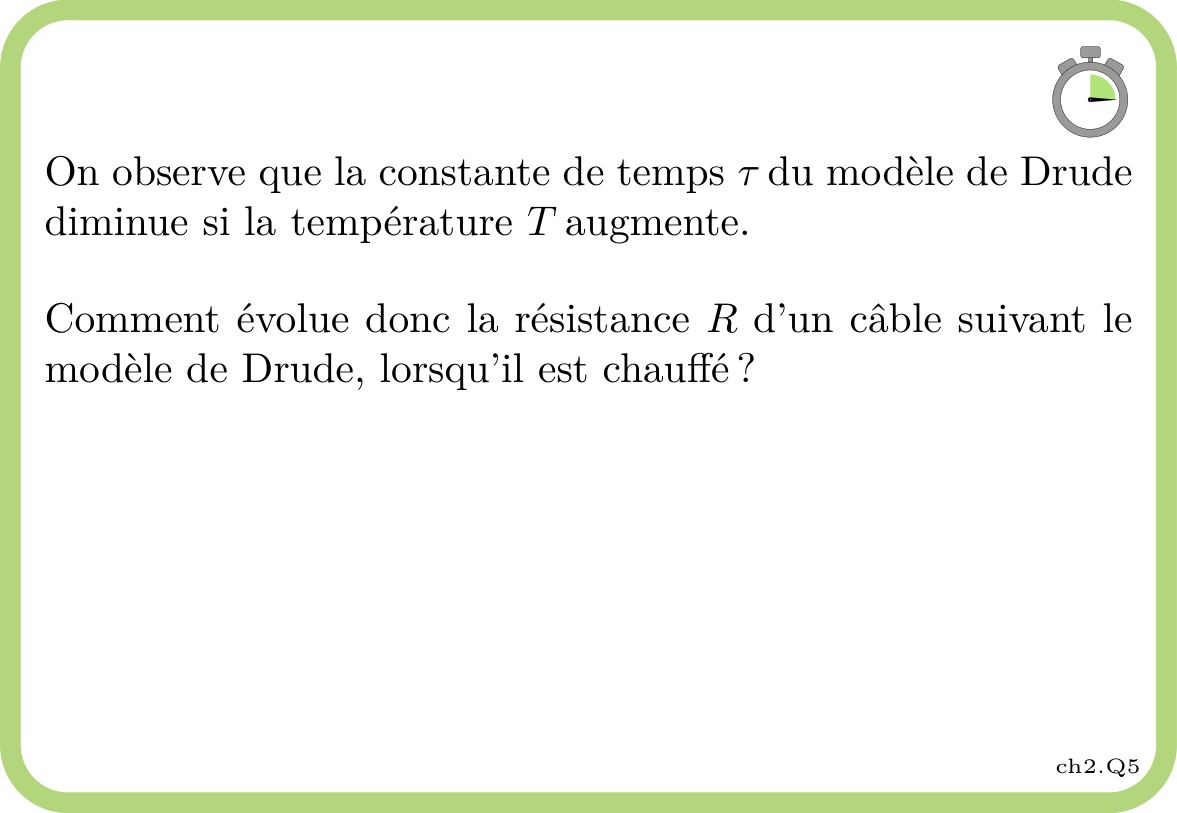 On observe que la constante de temps τ du modèle de Drude
diminue si la température T augmente.
Comment évolue donc la résistance R d'un câble suivant le
modèle de Drude, lorsqu'il est chauffé ?
ch2.Q5